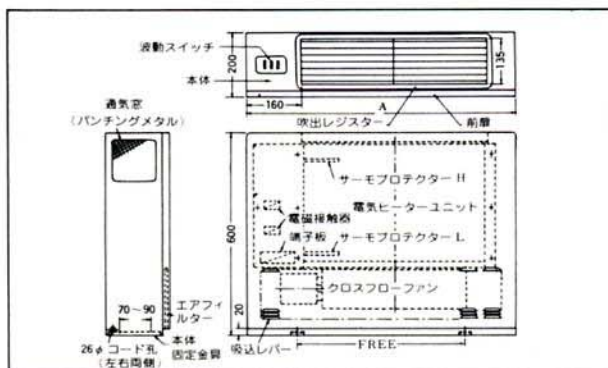 波動スイッチ
本体
200
135
160
A
吹出レジスター
前扉
通気窓
(パンチングメタル)
サーモプロテクター H
電気ヒーターユニット
電磁接触器
端子板
サーモプロテクター L
クロスフローファン
600
20
70~90
エアフィ
ルター
26φ コード孔
(左右両側)
本体
固定金具
吸込レバー
FREE